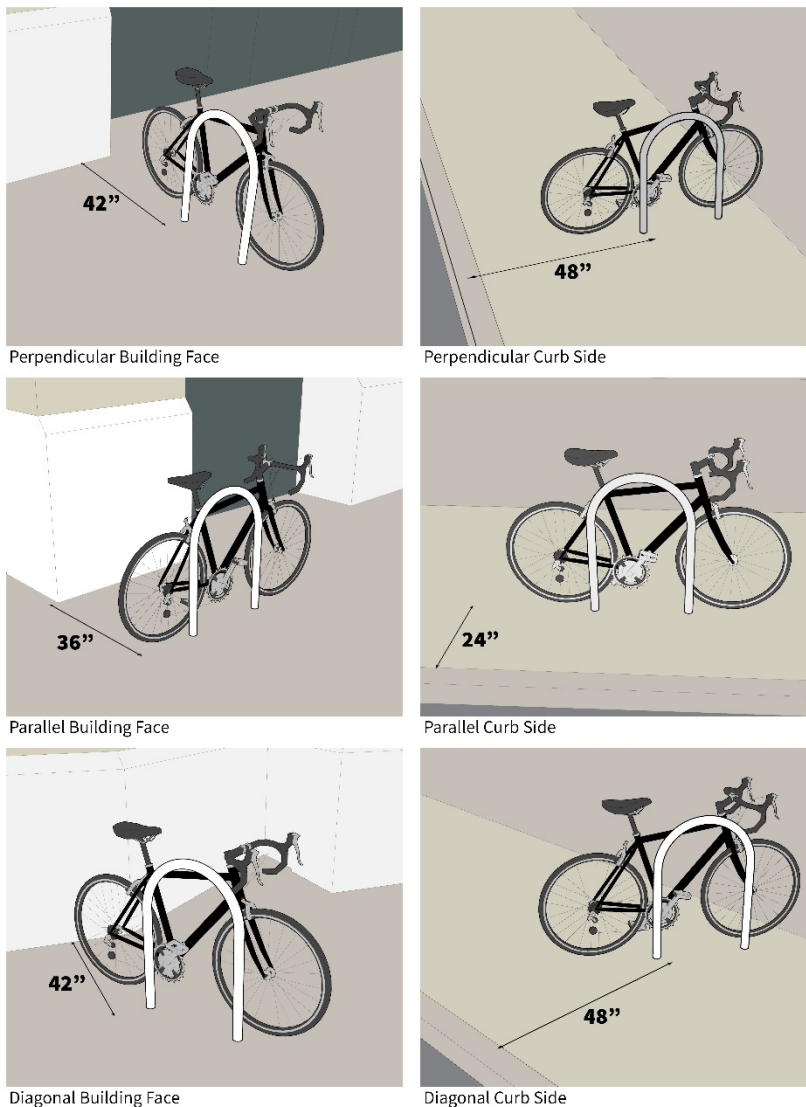 42”
48”
Perpendicular Building Face
Perpendicular Curb Side
36”
24”
Parallel Building Face
Parallel Curb Side
42”
48”
Diagonal Building Face
Diagonal Curb Side